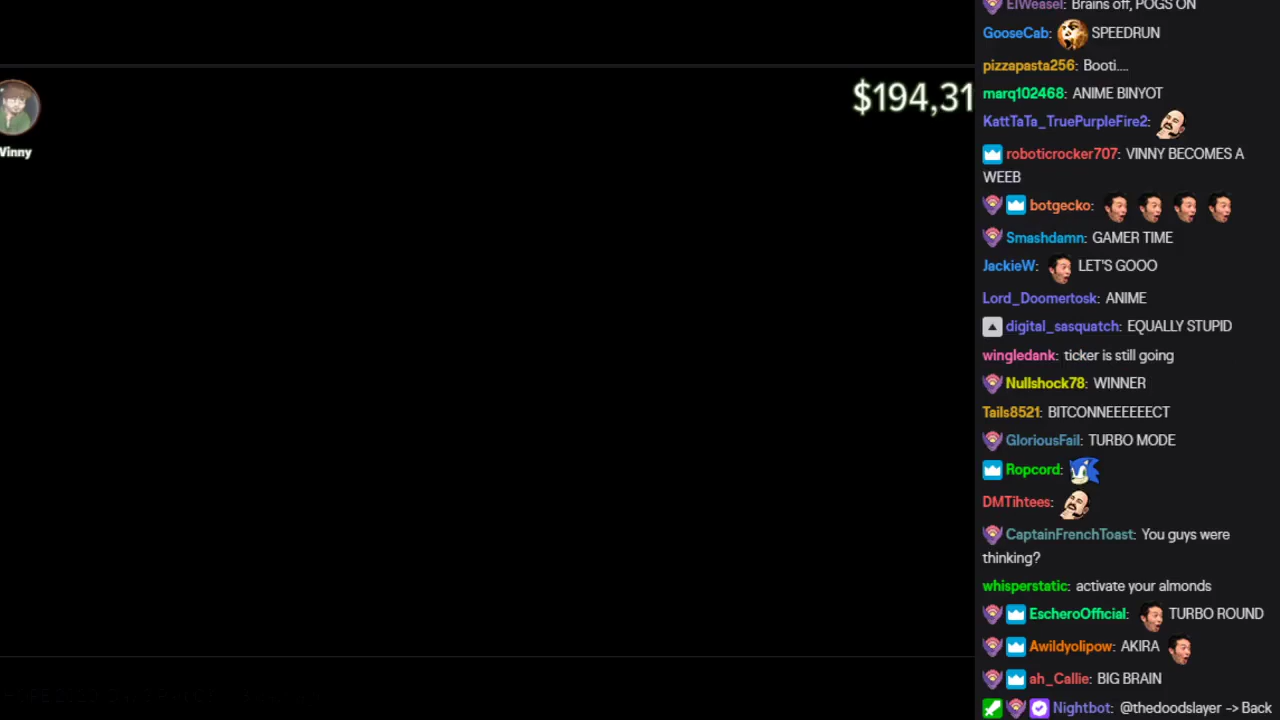 ElWeasel: Brains off, POGS ON
GooseCab: SPEEDRUN
$194,31
pizzapasta256: Booti....
marq102468: ANIME BINYOT
KattTaTa_TruePurpleFire2:
Vinny
roboticrocker707: VINNY BECOMES A
WEEB
botgecko:
Smashdamn: GAMER TIME
JackieW: LET'S GOOO
Lord_Doomertosk: ANIME
digital_sasquatch: EQUALLY STUPID
wingledank: ticker is still going
Nullshock78: WINNER
Tails8521: BITCONNEEEEEECT
GloriousFail: TURBO MODE
Ropcord:
DMTihtees:
CaptainFrenchToast: You guys were
thinking?
whisperstatic: activate your almonds
EscheroOfficial: TURBO ROUND
Awildyolipow: AKIRA
ah_Callie: BIG BRAIN
Nightbot: @thedoodslayer -> Back